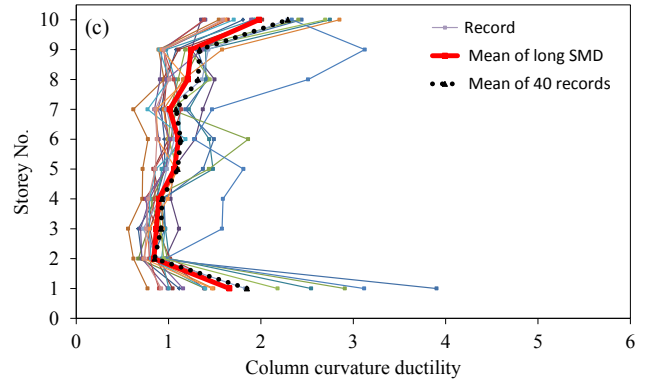 (c)
Record
Mean of long SMD
Mean of 40 records
Storey No.
10
9
8
7
6
5
4
3
2
1
0
0 1 2 3 4 5 6
Column curvature ductility